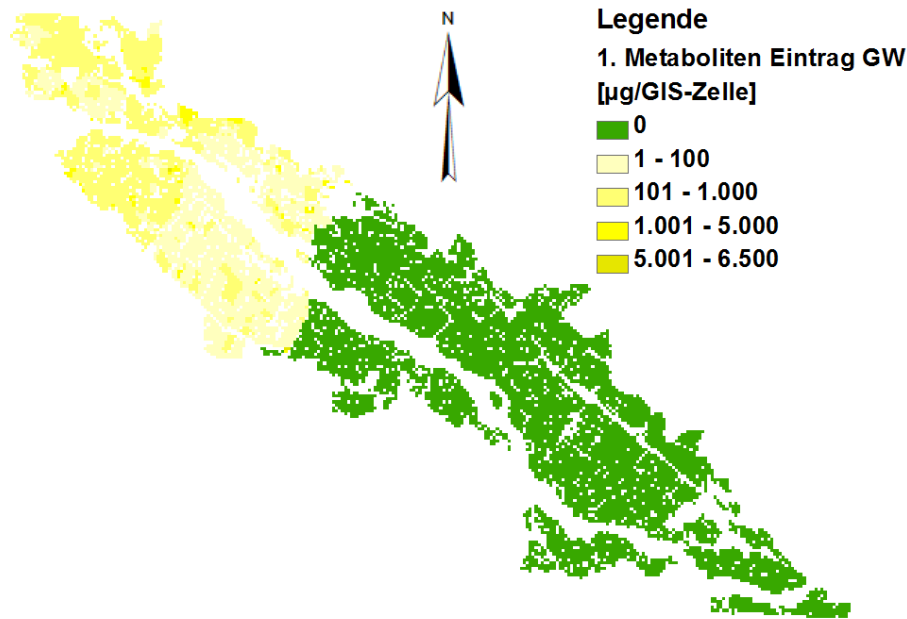 N
Legende
1. Metaboliten Eintrag GW
[µg/GIS-Zelle]
0
1 - 100
101 - 1.000
1.001 - 5.000
5.001 - 6.500